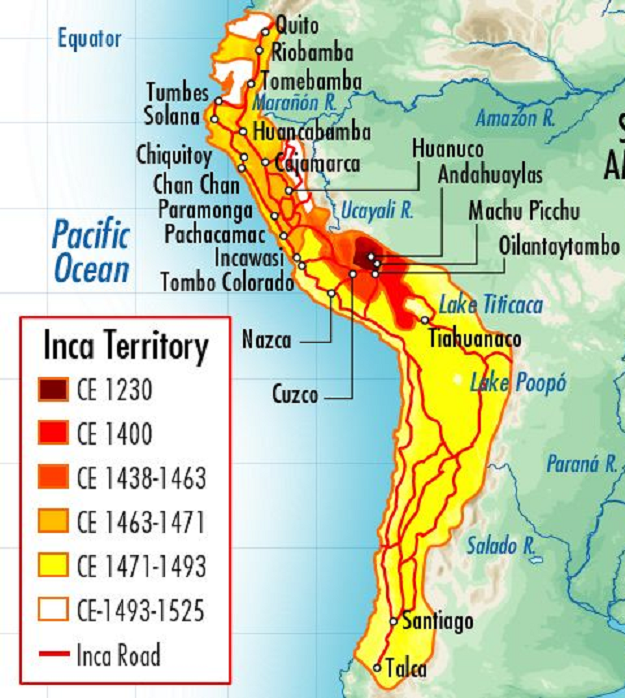 Quito
Equator
Riobamba
Tomebamba
Tumbes
Marañón R.
Solana
Amazon R.
S
Huancabamba
Huanuco
AM
Chiquitoy
Cajamarca
Andahuaylas
Chan Chan
Machu Picchu
Paramonga
Ucayali R.
Pachacamac
Oilantaytambo
Pacific
Ocean
Incawasi
Tombo Colorado
Lake Titicaca
Nazca
Tiahuanaco
Inca Territory
Lake Poopó
CE 1230
Cuzco
CE 1400
CE 1438-1463
Paraná R.
CE 1463-1471
Salado R.
CE 1471-1493
CE-1493-1525
Santiago
Inca Road
Talca